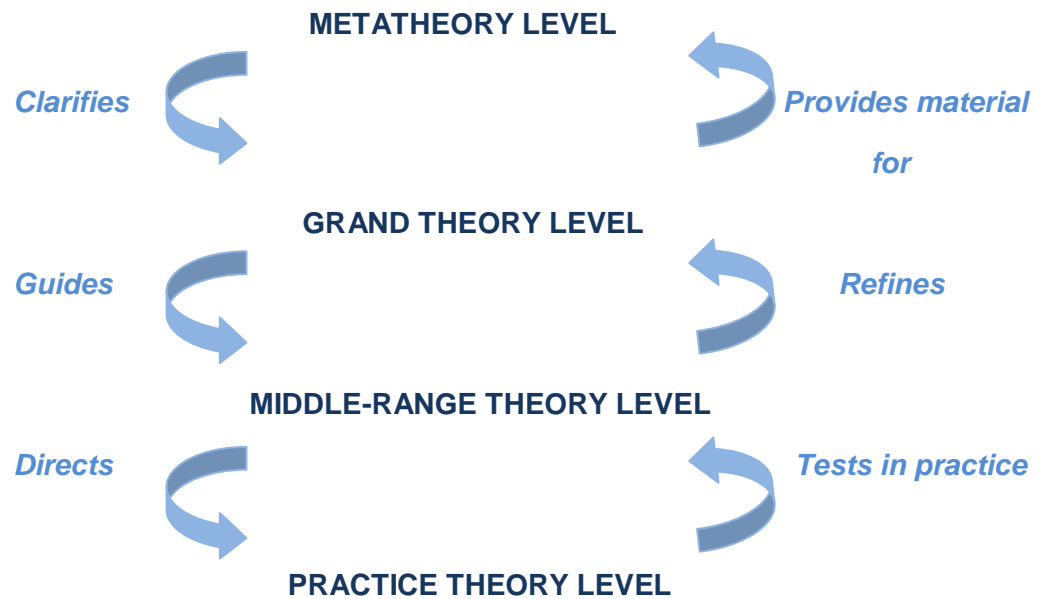 METATHEORY LEVEL
Clarifies
Provides material
for
GRAND THEORY LEVEL
Guides
Refines
MIDDLE-RANGE THEORY LEVEL
Directs
Tests in practice
PRACTICE THEORY LEVEL